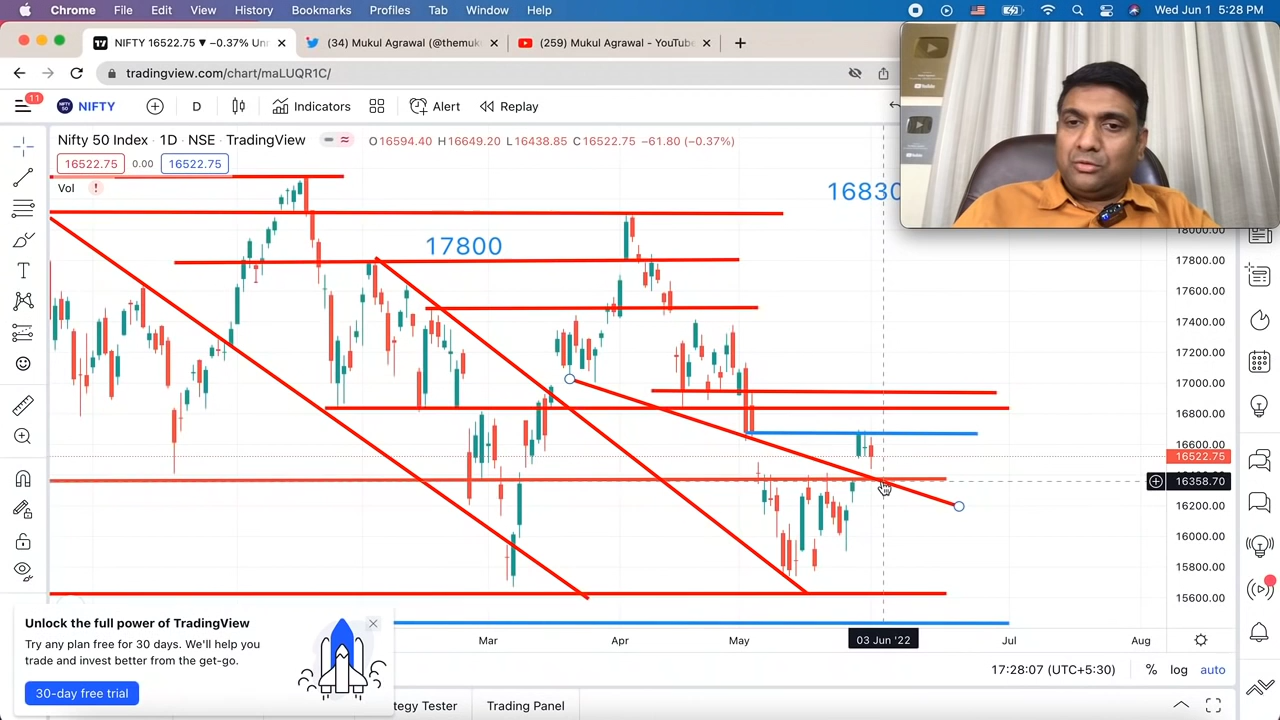 Chrome File Edit View History Bookmarks Profiles Tab Window Help Wed Jun 1 5:28 PM
NIFTY 16522.75 ▼ −0.37% Un (34) Mukul Agrawal (@themuk (259) Mukul Agrawal - YouTube
tradingview.com/chart/maLUQR1C/
11 NIFTY D Indicators Alert Replay
Nifty 50 Index · 1D · NSE · TradingView O16594.40 H16649.20 L16438.85 C16522.75 −61.80 (−0.37%)
16522.75 0.00 16522.75
Vol
16830
17800
18000.00
17800.00
17600.00
17400.00
17200.00
17000.00
16800.00
16600.00
16522.75
16358.70
16200.00
16000.00
15800.00
15600.00
Mar Apr May 03 Jun '22 Jul Aug
Unlock the full power of TradingView
Try any plan free for 30 days. We'll help you
trade and invest better from the get-go.
30-day free trial
17:28:07 (UTC+5:30) % log auto
tegy Tester Trading Panel